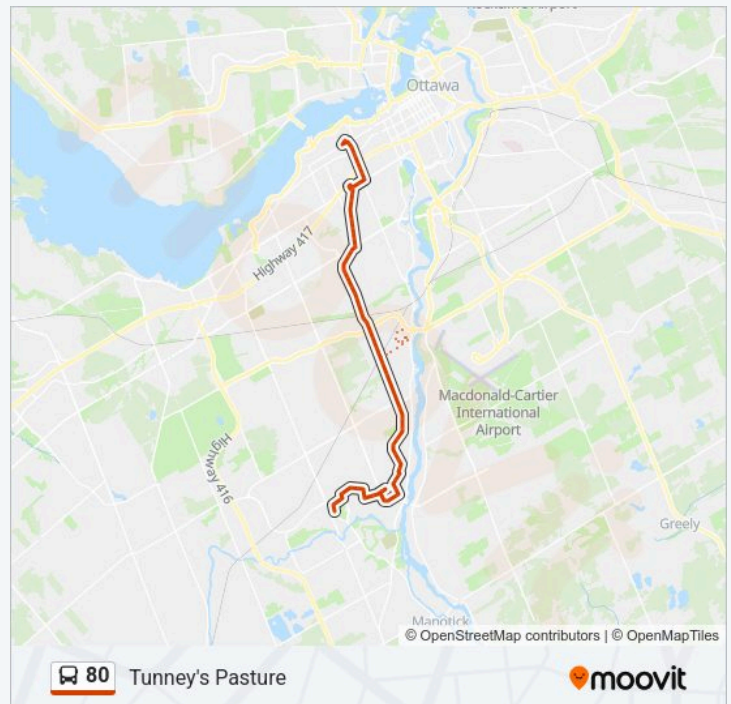 Ottawa
Highway 417
Macdonald-Cartier
International
Airport
Highway 416
Greely
Manotick
© OpenStreetMap contributors | © OpenMapTiles
80 Tunney's Pasture
moovit